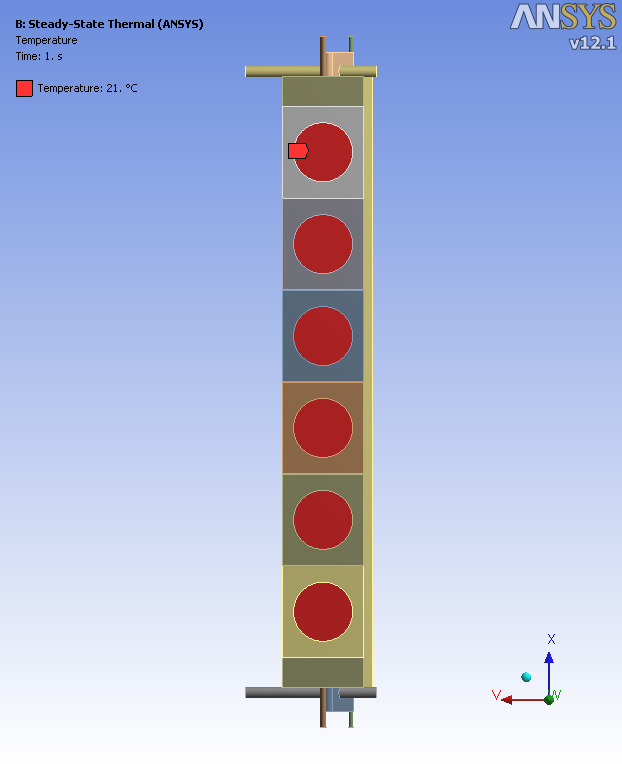 B: Steady-State Thermal (ANSYS)
Temperature
Time: 1. s
Temperature: 21. °C
ANSYS
v12.1
X
V
W